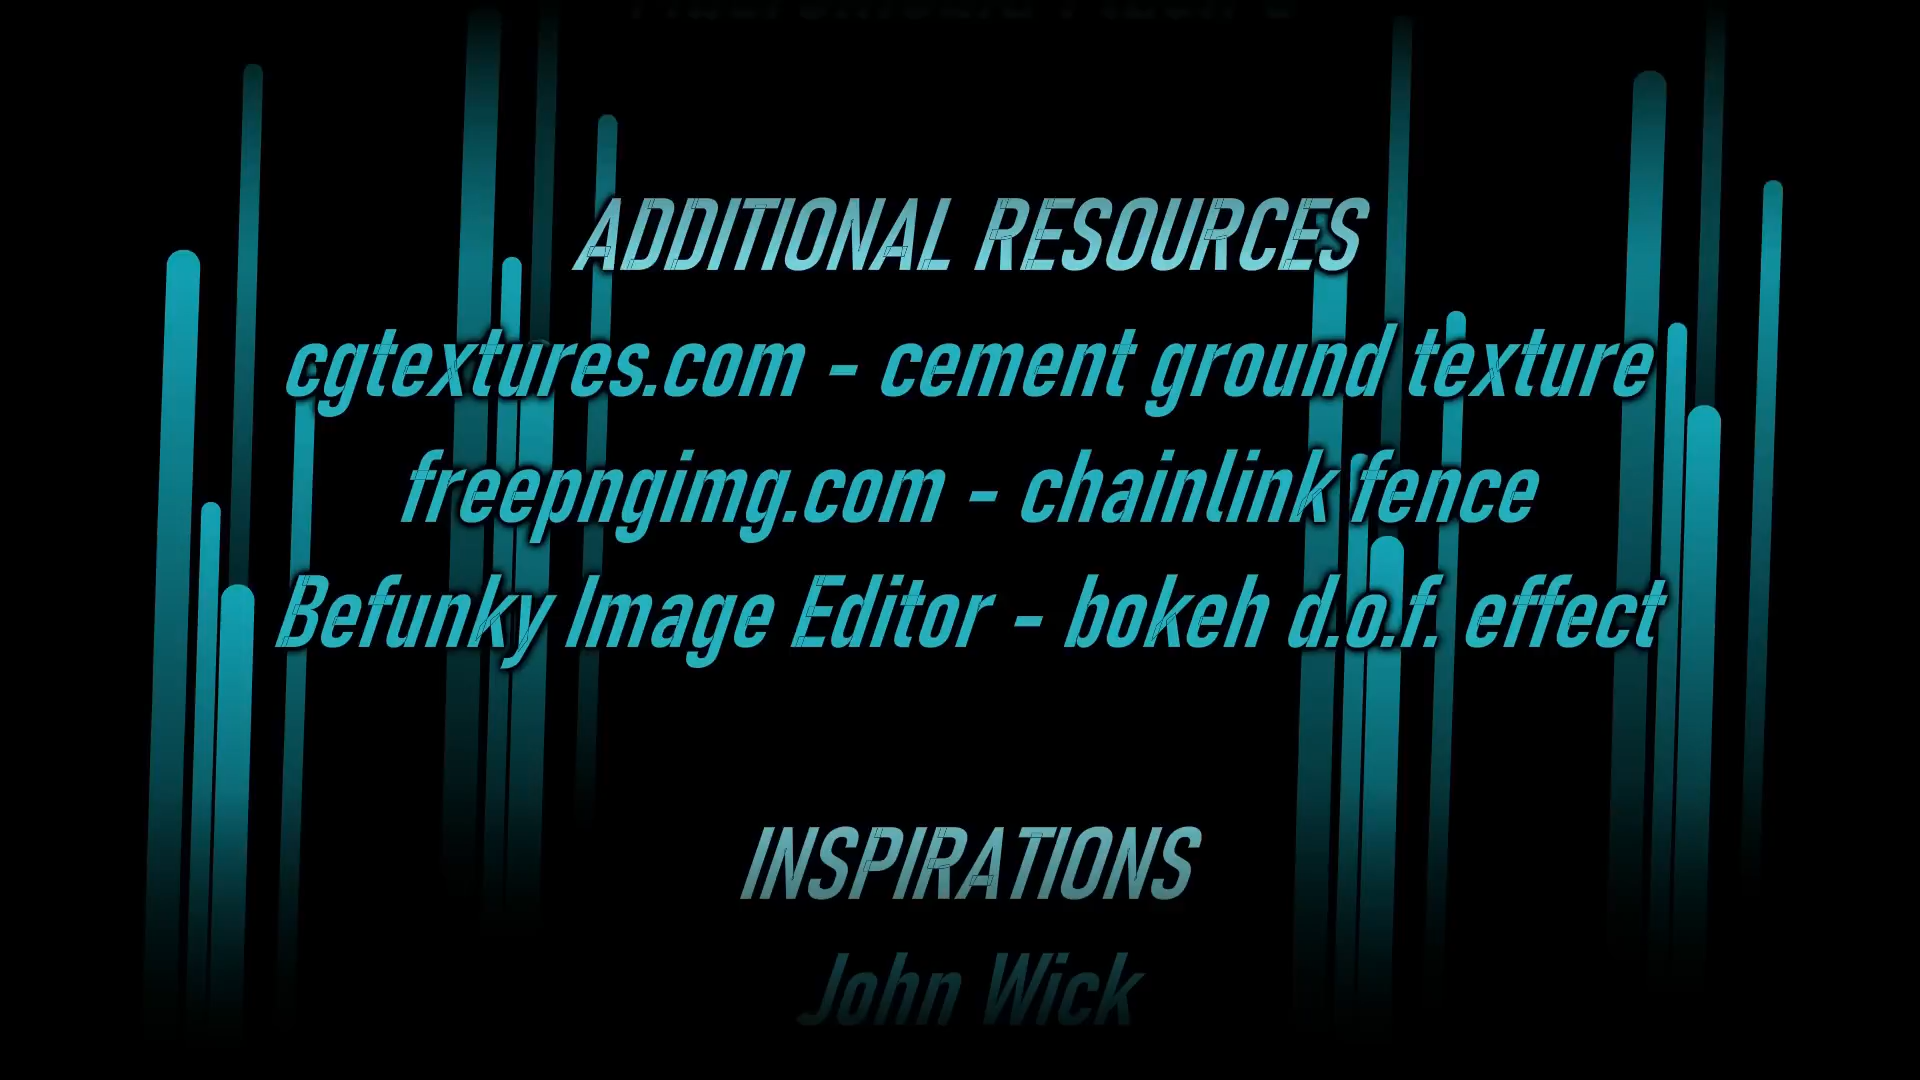 ADDITIONAL RESOURCES
cgtextures.com - cement ground texture
freepngimg.com - chainlink fence
Befunky Image Editor - bokeh d.o.f. effect
INSPIRATIONS
John Wick